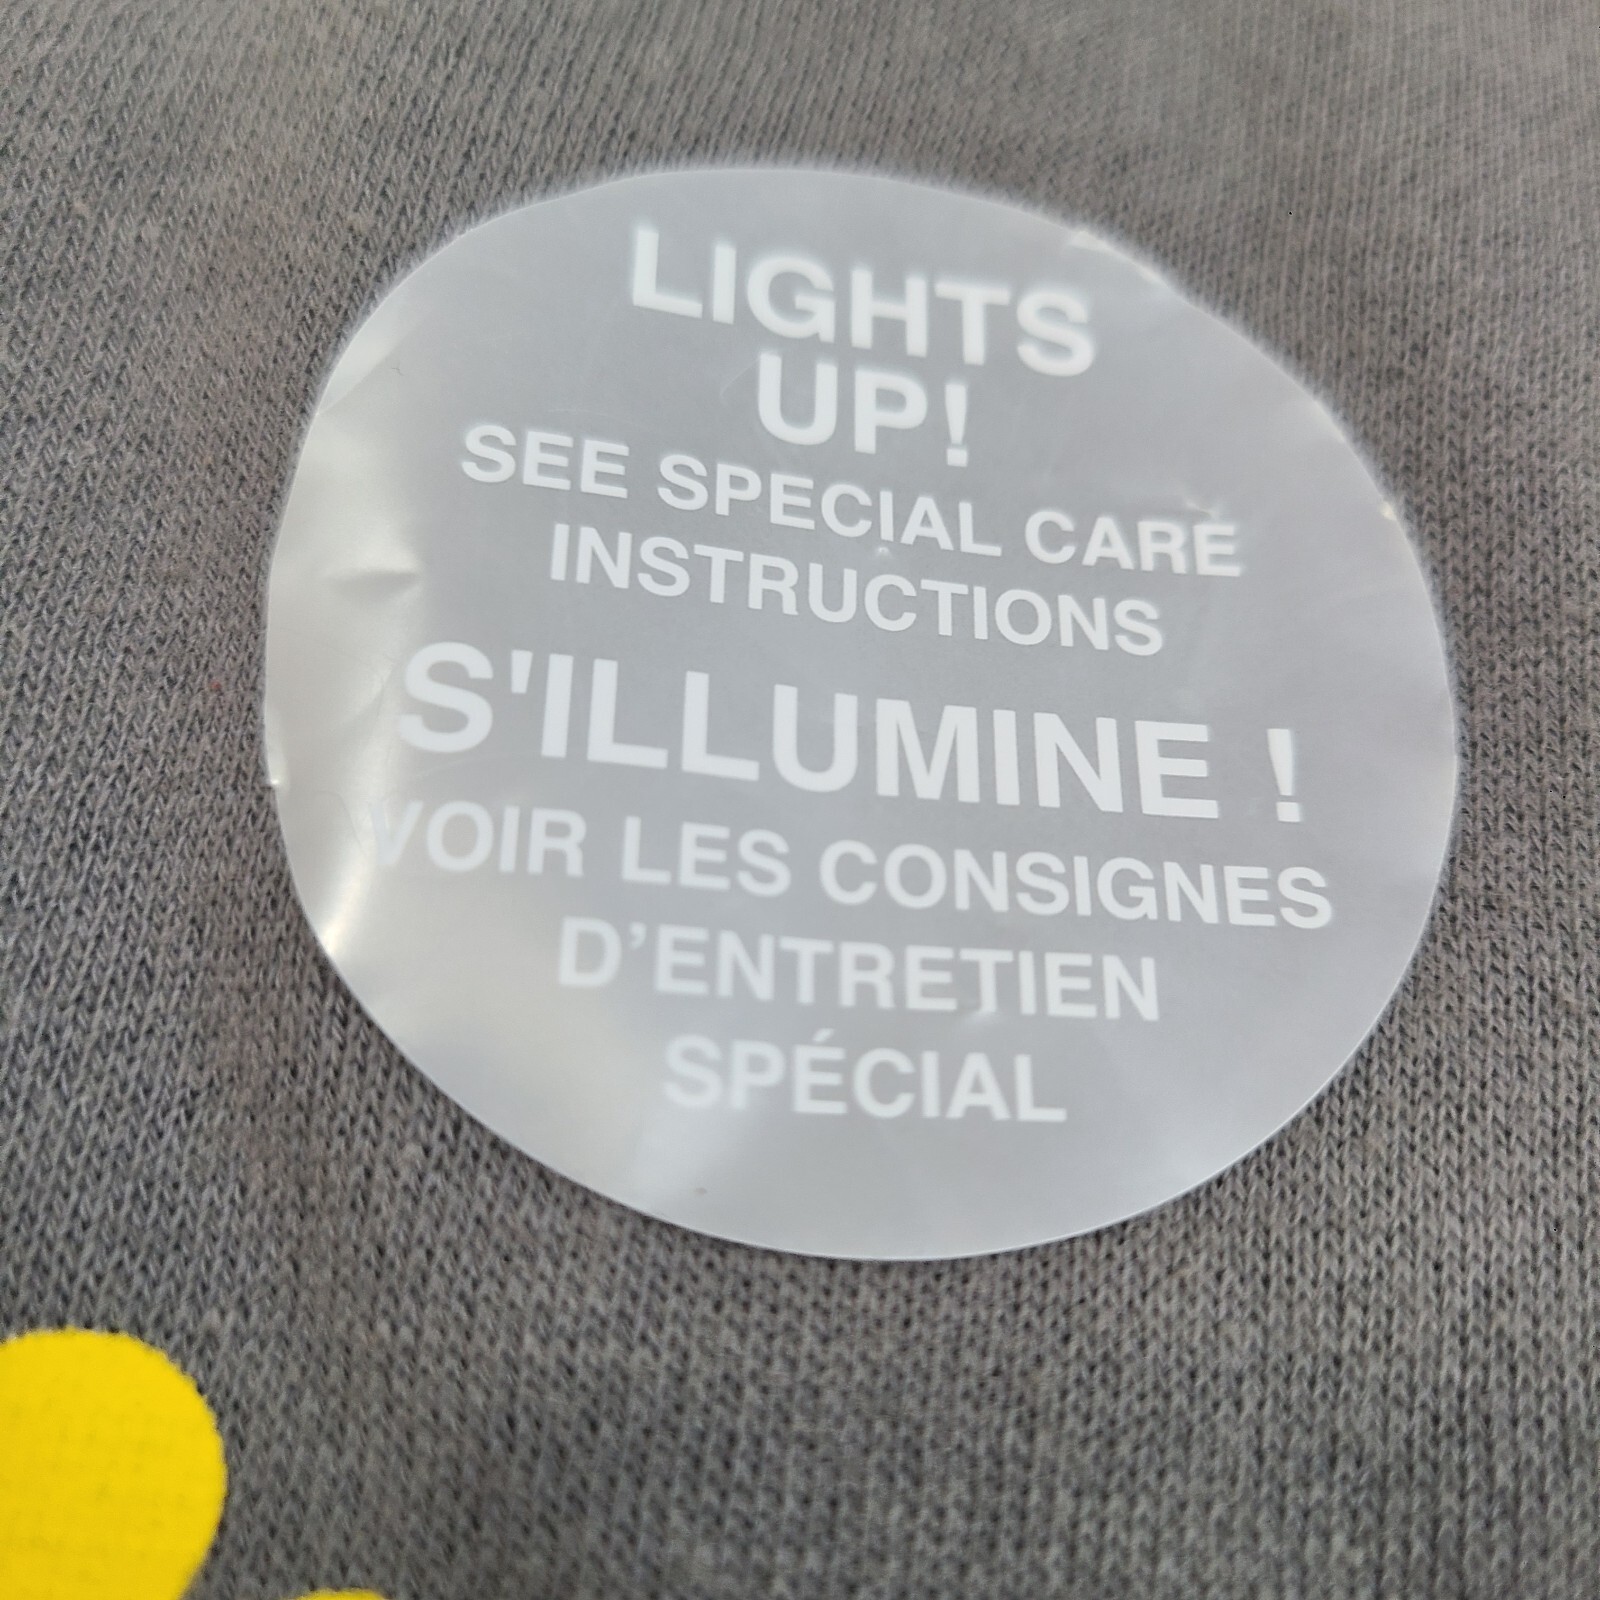 LIGHTS
UP!
SEE SPECIAL CARE
INSTRUCTIONS
S'ILLUMINE !
VOIR LES CONSIGNES
D’ENTRETIEN
SPÉCIAL